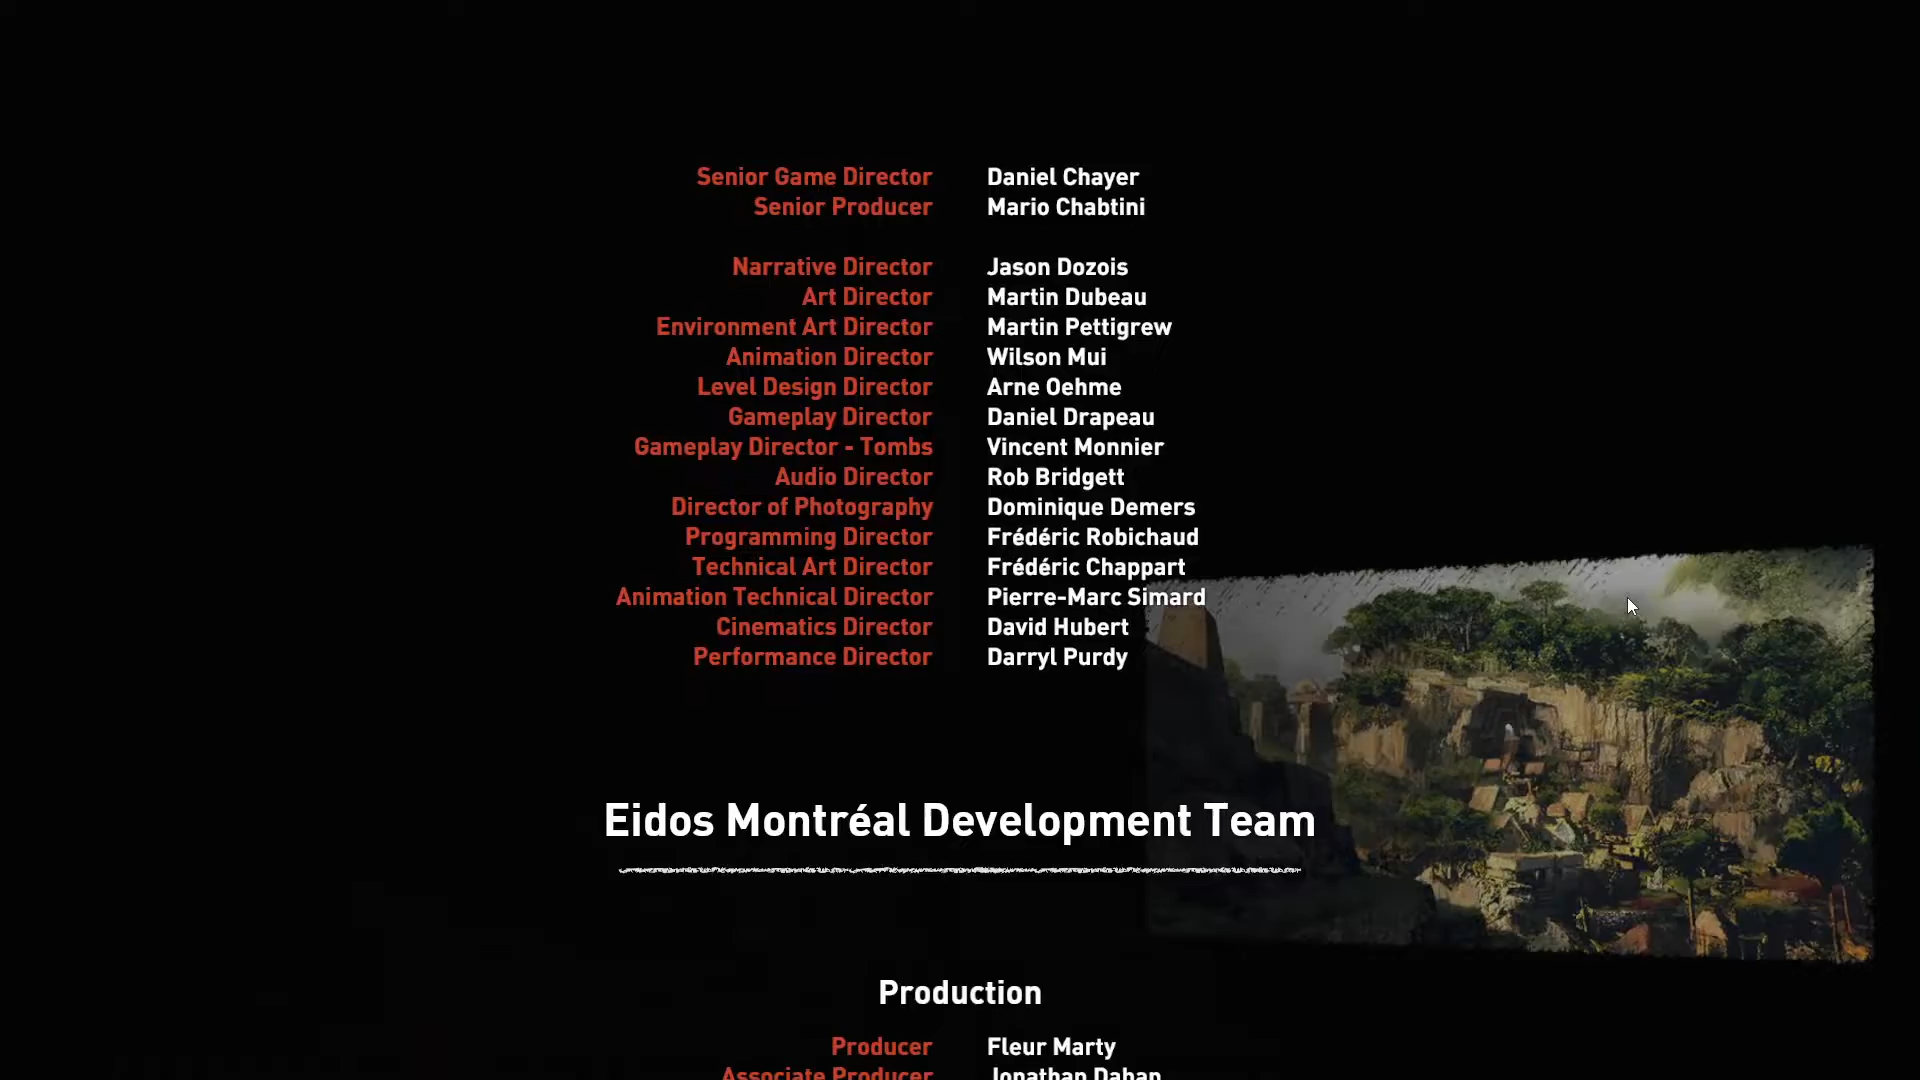 Senior Game Director Daniel Chayer
Senior Producer Mario Chabtini
Narrative Director Jason Dozois
Art Director Martin Dubeau
Environment Art Director Martin Pettigrew
Animation Director Wilson Mui
Level Design Director Arne Oehme
Gameplay Director Daniel Drapeau
Gameplay Director - Tombs Vincent Monnier
Audio Director Rob Bridgett
Director of Photography Dominique Demers
Programming Director Frédéric Robichaud
Technical Art Director Frédéric Chappart
Animation Technical Director Pierre-Marc Simard
Cinematics Director David Hubert
Performance Director Darryl Purdy
Eidos Montréal Development Team
Production
Producer Fleur Marty
Associate Producer Jonathan Dahan